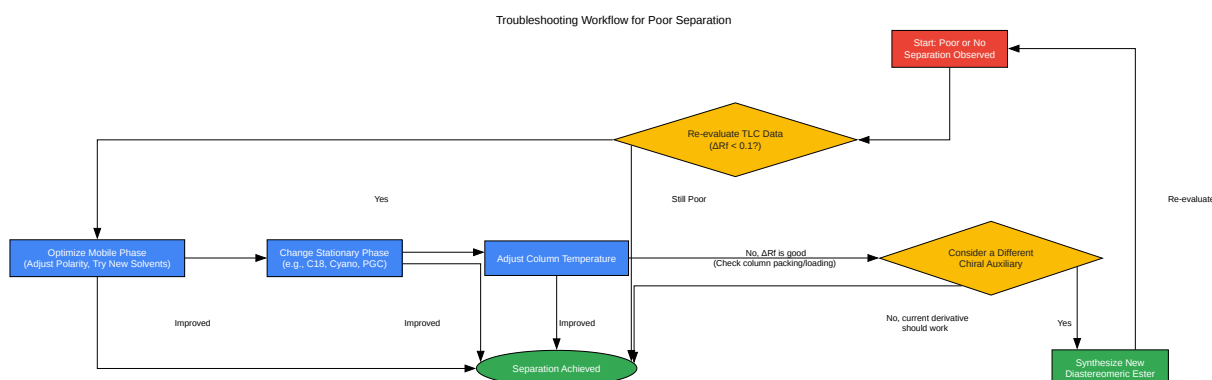 Troubleshooting Workflow for Poor Separation
Start: Poor or No
Separation Observed
Re-evaluate TLC Data
(ΔRf < 0.1?)
Yes
Still Poor
Re-evaluate
Optimize Mobile Phase
(Adjust Polarity, Try New Solvents)
Change Stationary Phase
(e.g., C18, Cyano, PGC)
Adjust Column Temperature
No, ΔRf is good
(Check column packing/loading)
Consider a Different
Chiral Auxiliary
Improved
Improved
Improved
No, current derivative
should work
Yes
Separation Achieved
Synthesize New
Diastereomeric Ester